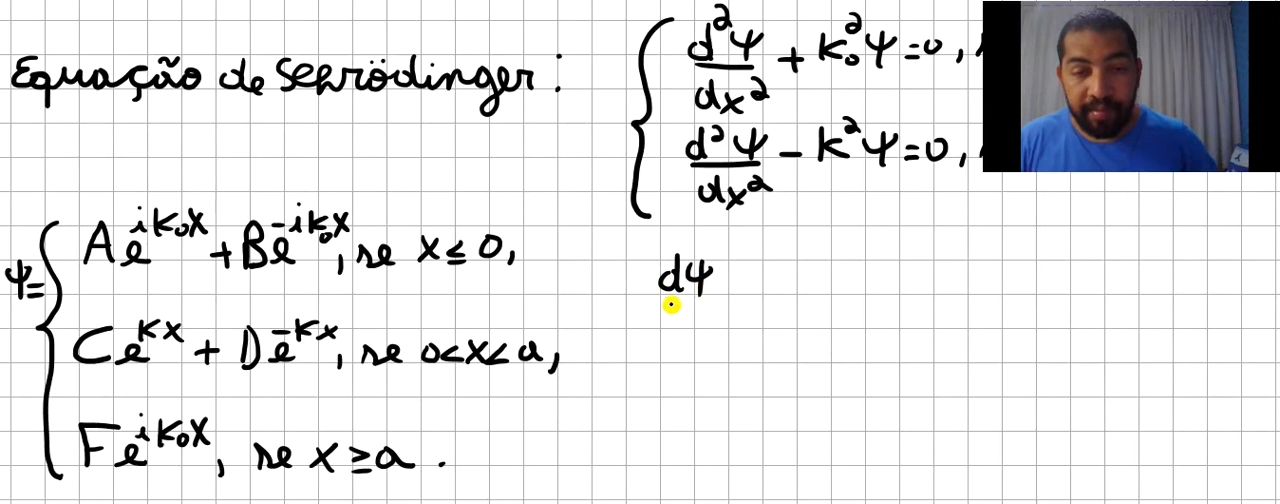 Equação de Schrödinger :
d²Ψ/dx² + k₀²Ψ=0,
d²Ψ/dx² - k²Ψ=0,
Ψ=
Ae^{ik₀x} + Be^{-ik₀x}, se x ≤ 0,
Ce^{kx} + De^{-kx}, se 0<x<a,
Fe^{ik₀x}, se x ≥ a .
dΨ